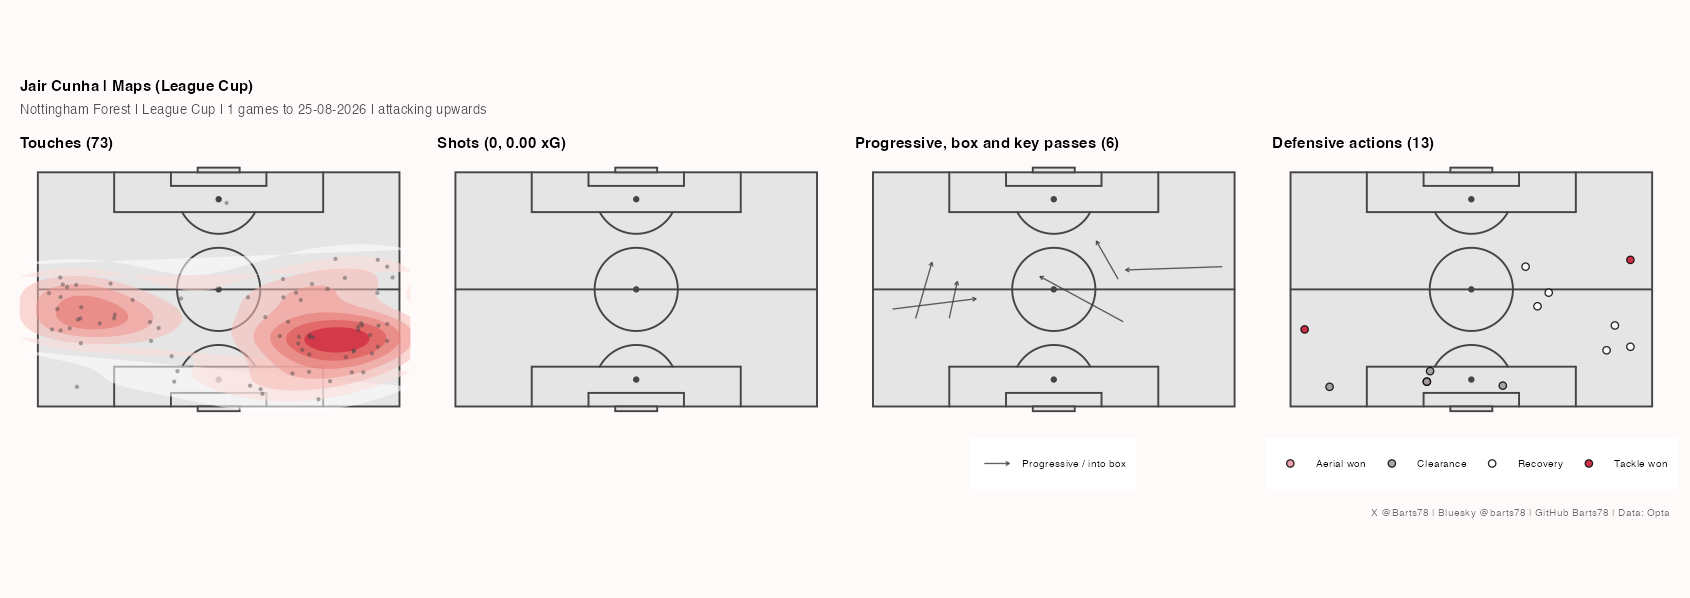 Jair Cunha | Maps (League Cup)
Nottingham Forest | League Cup | 1 games to 25-08-2026 | attacking upwards
Touches (73)
Shots (0, 0.00 xG)
Progressive, box and key passes (6)
Defensive actions (13)
Progressive / into box
Aerial won
Clearance
Recovery
Tackle won
X @Barts78 | Bluesky @barts78 | GitHub Barts78 | Data: Opta